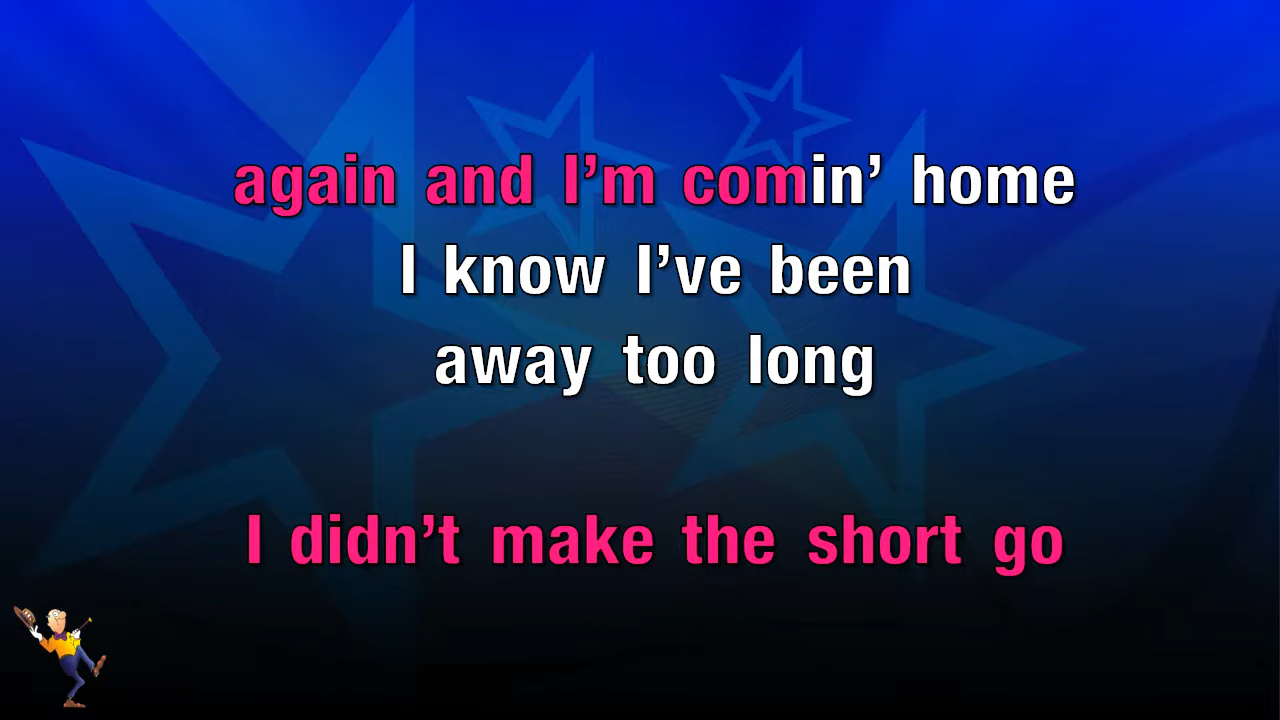 again and I’m comin’ home
I know I’ve been
away too long
I didn’t make the short go